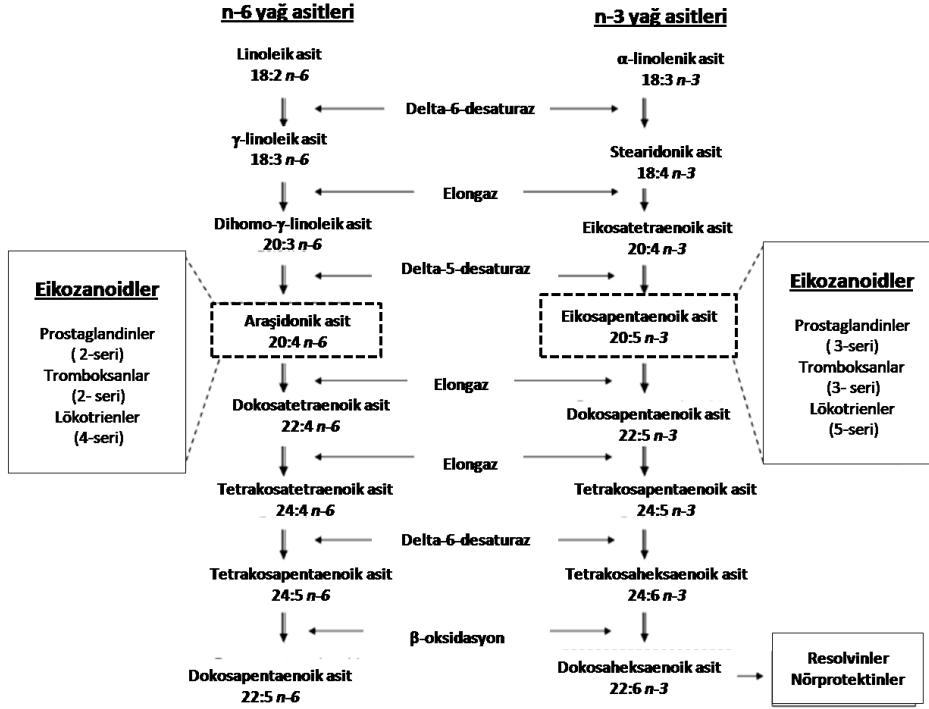 n-6 yağ asitleri
n-3 yağ asitleri
Linoleik asit
18:2 n-6
α-linolenik asit
18:3 n-3
Delta-6-desaturaz
γ-linoleik asit
18:3 n-6
Stearidonik asit
18:4 n-3
Elongaz
Dihomo-γ-linoleik asit
20:3 n-6
Eikosatetraenoik asit
20:4 n-3
Delta-5-desaturaz
Eikozanoidler
Prostaglandinler
( 2-seri)
Tromboksanlar
(2- seri)
Lökotrienler
(4-seri)
Araşidonik asit
20:4 n-6
Eikosapentaenoik asit
20:5 n-3
Eikozanoidler
Prostaglandinler
( 3-seri)
Tromboksanlar
(3- seri)
Lökotrienler
(5-seri)
Elongaz
Dokosatetraenoik asit
22:4 n-6
Dokosapentaenoik asit
22:5 n-3
Elongaz
Tetrakosatetraenoik asit
24:4 n-6
Tetrakosapentaenoik asit
24:5 n-3
Delta-6-desaturaz
Tetrakosapentaenoik asit
24:5 n-6
Tetrakosaheksaenoik asit
24:6 n-3
β-oksidasyon
Dokosapentaenoik asit
22:5 n-6
Dokosaheksaenoik asit
22:6 n-3
Resolvinler
Nörprotektinler